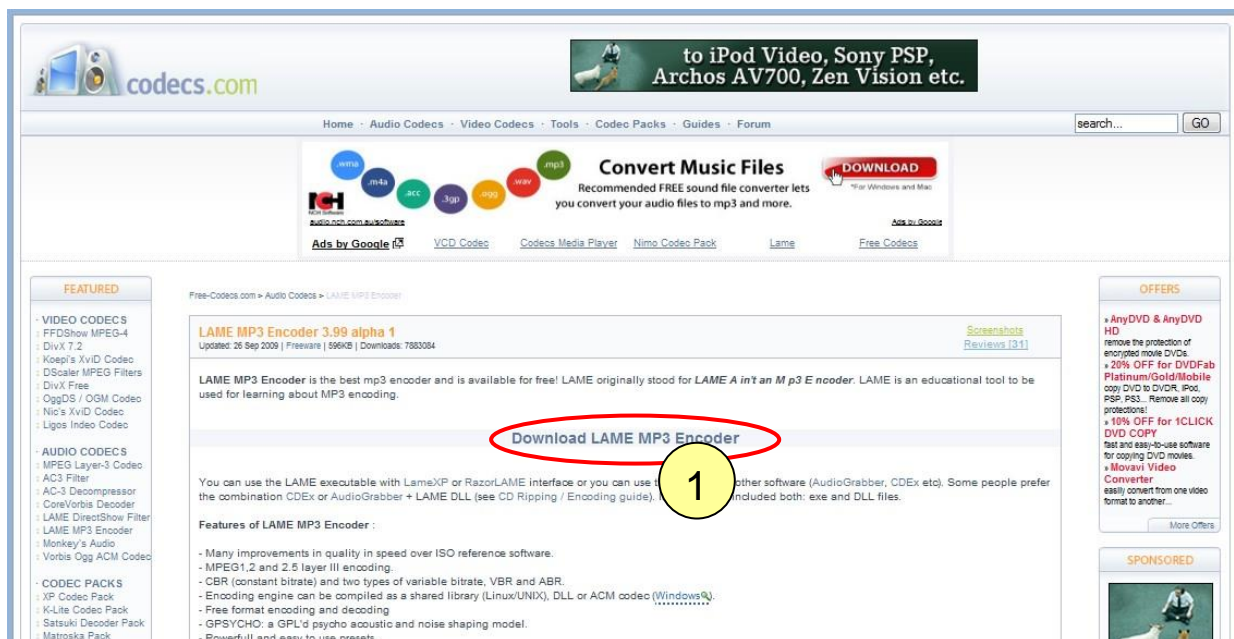 codecs.com
to iPod Video, Sony PSP,
Archos AV700, Zen Vision etc.
Home · Audio Codecs · Video Codecs · Tools · Codec Packs · Guides · Forum
search... GO
.wma .m4a .acc .3gp .ogg .wav .mp3
NCH
NCH Software
audio.nch.com.au/software
Convert Music Files
Recommended FREE sound file converter lets
you convert your audio files to mp3 and more.
DOWNLOAD
*For Windows and Mac
Ads by Google
Ads by Google VCD Codec Codecs Media Player Nimo Codec Pack Lame Free Codecs
FEATURED
· VIDEO CODECS
: FFDShow MPEG-4
: DivX 7.2
: Koepi's XviD Codec
: DScaler MPEG Filters
: DivX Free
: OggDS / OGM Codec
: Nic's XviD Codec
: Ligos Indeo Codec
· AUDIO CODECS
: MPEG Layer-3 Codec
: AC3 Filter
: AC-3 Decompressor
: CoreVorbis Decoder
: LAME DirectShow Filter
: LAME MP3 Encoder
: Monkey's Audio
: Vorbis Ogg ACM Codec
· CODEC PACKS
: XP Codec Pack
: K-Lite Codec Pack
: Satsuki Decoder Pack
: Matroska Pack
Free-Codecs.com » Audio Codecs » LAME MP3 Encoder
LAME MP3 Encoder 3.99 alpha 1
Updated: 26 Sep 2009 | Freeware | 596KB | Downloads: 7883084
Screenshots
Reviews [31]
LAME MP3 Encoder is the best mp3 encoder and is available for free! LAME originally stood for LAME A in't an M p3 E ncoder. LAME is an educational tool to be
used for learning about MP3 encoding.
Download LAME MP3 Encoder
1
You can use the LAME executable with LameXP or RazorLAME interface or you can use other software (AudioGrabber, CDEx etc). Some people prefer
the combination CDEx or AudioGrabber + LAME DLL (see CD Ripping / Encoding guide). included both: exe and DLL files.
Features of LAME MP3 Encoder :
- Many improvements in quality in speed over ISO reference software.
- MPEG1,2 and 2.5 layer III encoding.
- CBR (constant bitrate) and two types of variable bitrate, VBR and ABR.
- Encoding engine can be compiled as a shared library (Linux/UNIX), DLL or ACM codec (Windows).
- Free format encoding and decoding
- GPSYCHO: a GPL'd psycho acoustic and noise shaping model.
- Powerfull and easy to use presets
OFFERS
» AnyDVD & AnyDVD
HD
remove the protection of
encrypted movie DVDs.
» 20% OFF for DVDFab
Platinum/Gold/Mobile
copy DVD to DVDR, iPod,
PSP, PS3... Remove all copy
protections!
» 10% OFF for 1CLICK
DVD COPY
fast and easy-to-use software
for copying DVD movies.
» Movavi Video
Converter
easily convert from one video
format to another...
More Offers
SPONSORED